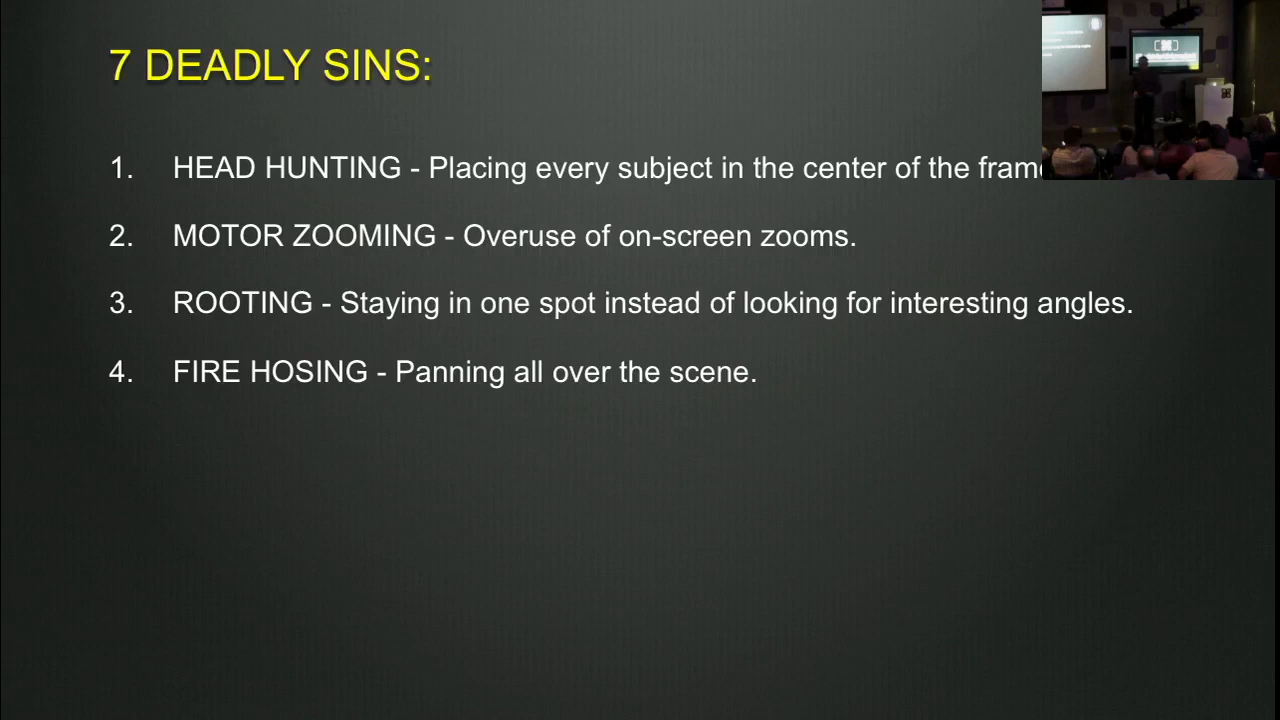 7 DEADLY SINS:
1. HEAD HUNTING - Placing every subject in the center of the
2. MOTOR ZOOMING - Overuse of on-screen zooms.
3. ROOTING - Staying in one spot instead of looking for interesting angles.
4. FIRE HOSING - Panning all over the scene.